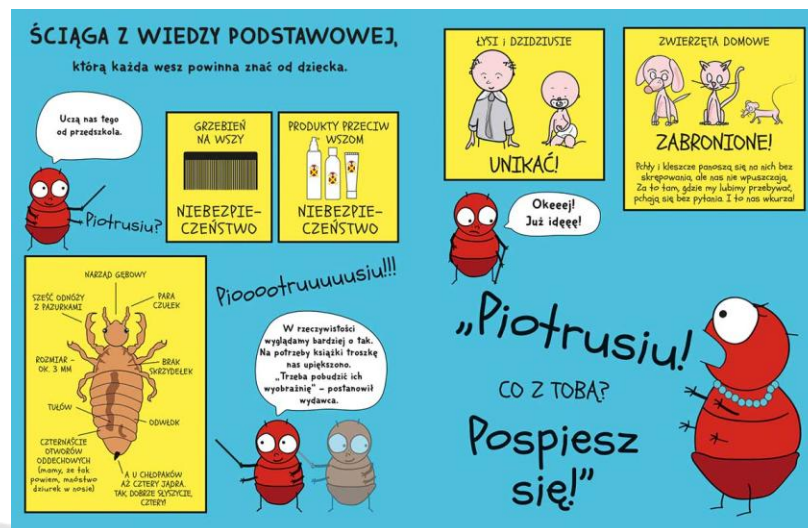 ŚCIĄGA Z WIEDZY PODSTAWOWEJ,
którą każda wesz powinna znać od dziecka.
Uczą nas tego
od przedszkola.
Piotrusiu?
GRZEBIEŃ
NA WSZY
NIEBEZPIE-
CZEŃSTWO
PRODUKTY PRZECIW
WSZOM
NIEBEZPIE-
CZEŃSTWO
NARZĄD GĘBOWY
SZEŚĆ ODNÓŻY
Z PAZURKAMI
PARA
CZUŁEK
ROZMIAR –
OK. 3 MM
BRAK
SKRZYDEŁEK
TUŁÓW
ODWŁOK
CZTERNAŚCIE
OTWORÓW
ODDECHOWYCH
(mamy, że tak
powiem, mnóstwo
dziurek w nosie)
A U CHŁOPAKÓW
AŻ CZTERY JĄDRA.
TAK, DOBRZE SŁYSZYCIE,
CZTERY!
Piooootruuuuusiu!!!
W rzeczywistości
wyglądamy bardziej o tak.
Na potrzeby książki troszkę
nas upiększono.
„Trzeba pobudzić ich
wyobraźnię” – postanowił
wydawca.
ŁYSI i DZIDZIUSIE
UNIKAĆ!
ZWIERZĘTA DOMOWE
ZABRONIONE!
Pchły i kleszcze panoszą się na nich bez
skrępowania, ale nas nie wpuszczają.
Za to tam, gdzie my lubimy przebywać,
pchają się bez pytania. I to nas wkurza!
Okeeej!
Już idęęę!
„Piotrusiu!
CO Z TOBĄ?
Pospiesz
się!”